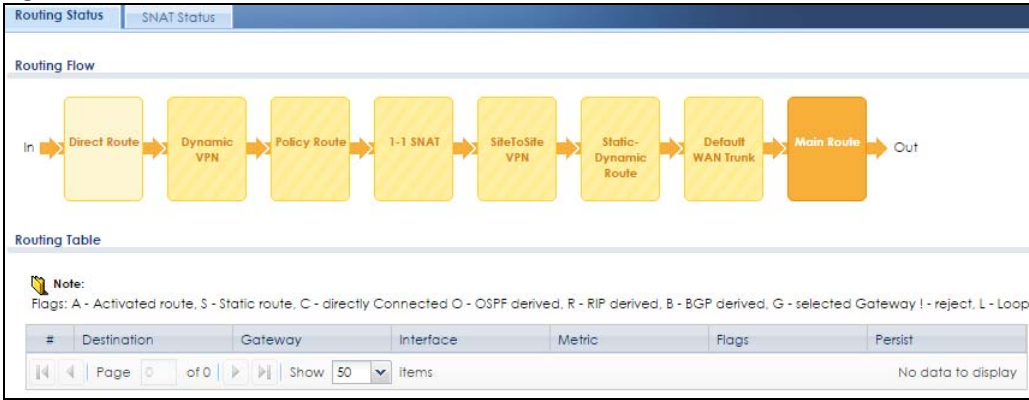 Routing Status SNAT Status
Routing Flow
In Direct Route Dynamic VPN Policy Route 1-1 SNAT SiteToSite VPN Static-Dynamic Route Default WAN Trunk Main Route Out
Routing Table
Note:
Flags: A - Activated route, S - Static route, C - directly Connected O - OSPF derived, R - RIP derived, B - BGP derived, G - selected Gateway ! - reject, L - Loop
# Destination Gateway Interface Metric Flags Persist
Page 0 of 0 Show 50 items No data to display